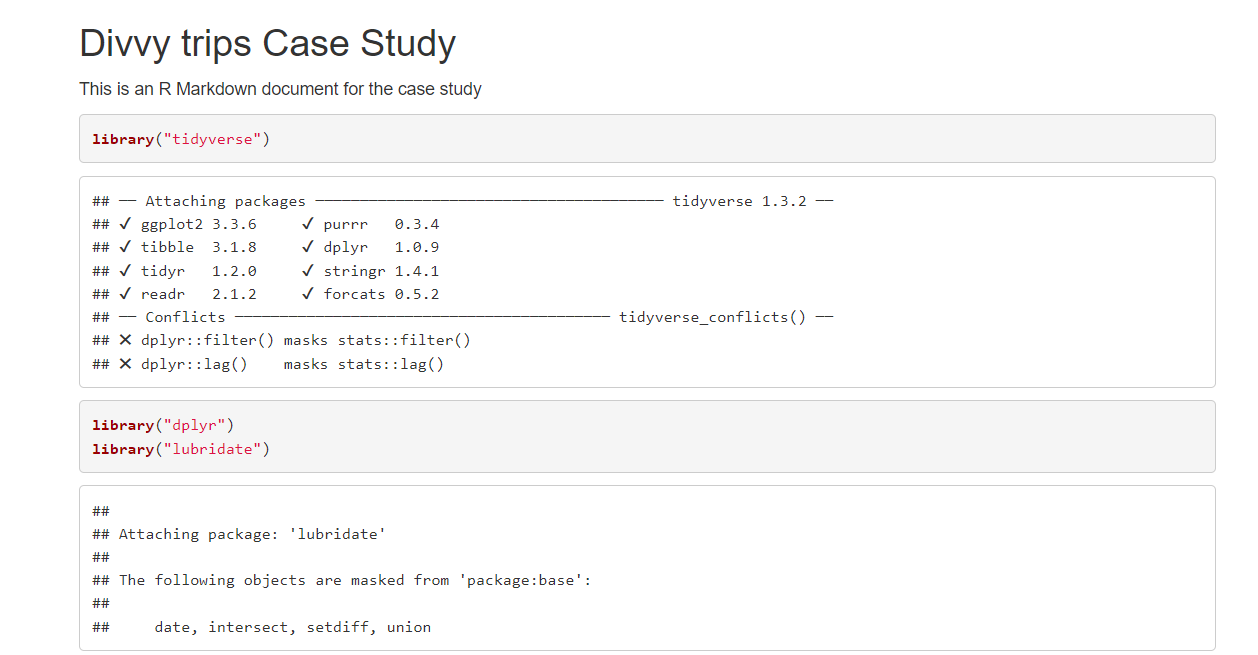 Divvy trips Case Study
This is an R Markdown document for the case study
library("tidyverse")
## ── Attaching packages ─────────────────────────────────────── tidyverse 1.3.2 ──
## ✔ ggplot2 3.3.6     ✔ purrr   0.3.4
## ✔ tibble  3.1.8     ✔ dplyr   1.0.9
## ✔ tidyr   1.2.0     ✔ stringr 1.4.1
## ✔ readr   2.1.2     ✔ forcats 0.5.2
## ── Conflicts ────────────────────────────────────────── tidyverse_conflicts() ──
## ✖ dplyr::filter() masks stats::filter()
## ✖ dplyr::lag()    masks stats::lag()
library("dplyr")
library("lubridate")
##
## Attaching package: 'lubridate'
##
## The following objects are masked from 'package:base':
##
##     date, intersect, setdiff, union